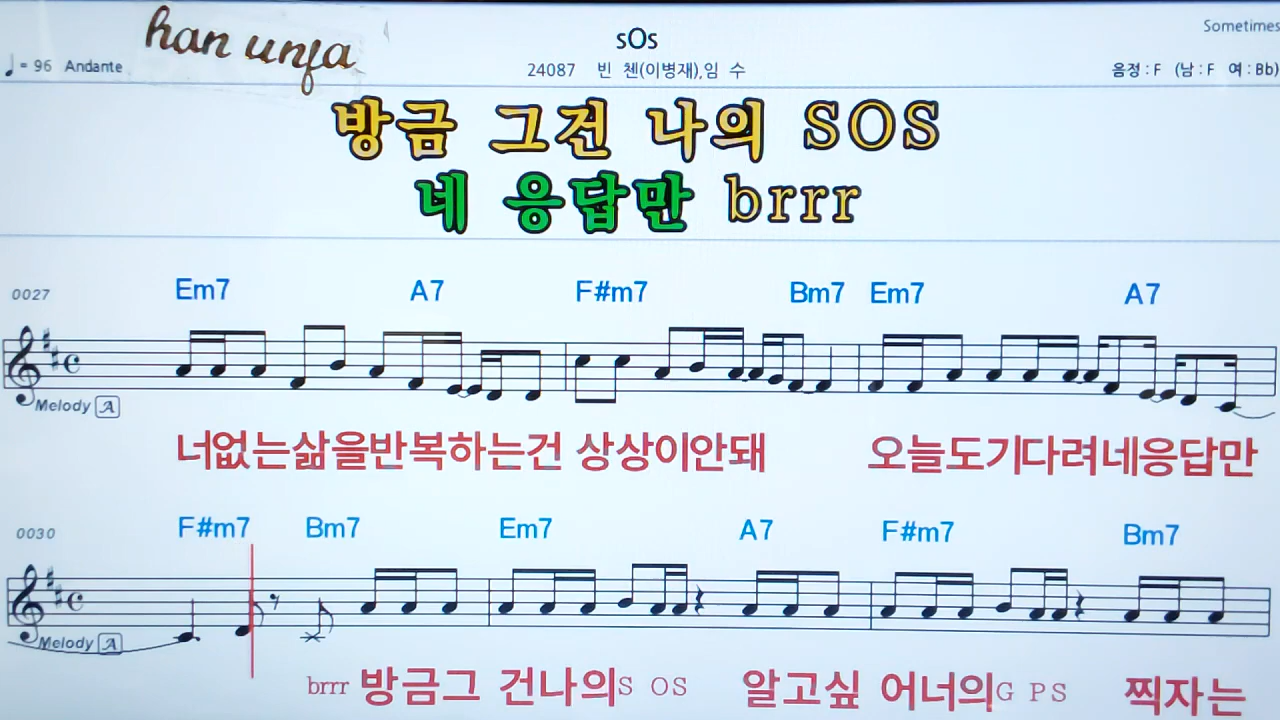 han unfa
sOs
Sometimes
♩= 96 Andante
24087 빈 첸(이병재),임 수
음정 : F (남 : F 여 : Bb)
방금 그건 나의 SOS
네 응답만 brrr
0027 Em7 A7 F#m7 Bm7 Em7 A7
Melody A
너없는삶을반복하는건 상상이안돼 오늘도기다려네응답만
0030 F#m7 Bm7 Em7 A7 F#m7 Bm7
Melody A
brrr 방금그 건나의S OS 알고싶 어너의G P S 찍자는